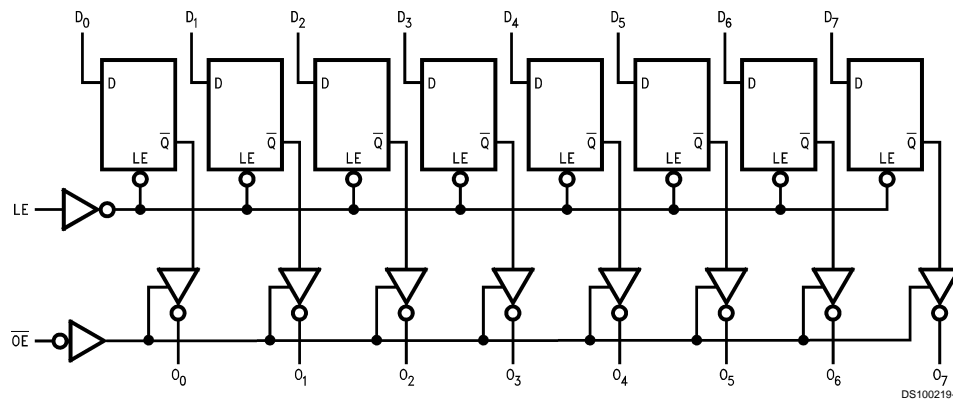 D₀ D₁ D₂ D₃ D₄ D₅ D₆ D₇
D D D D D D D D
Q̅ Q̅ Q̅ Q̅ Q̅ Q̅ Q̅ Q̅
LE LE LE LE LE LE LE LE
LE
O̅E̅
O₀ O₁ O₂ O₃ O₄ O₅ O₆ O₇
DS100219-